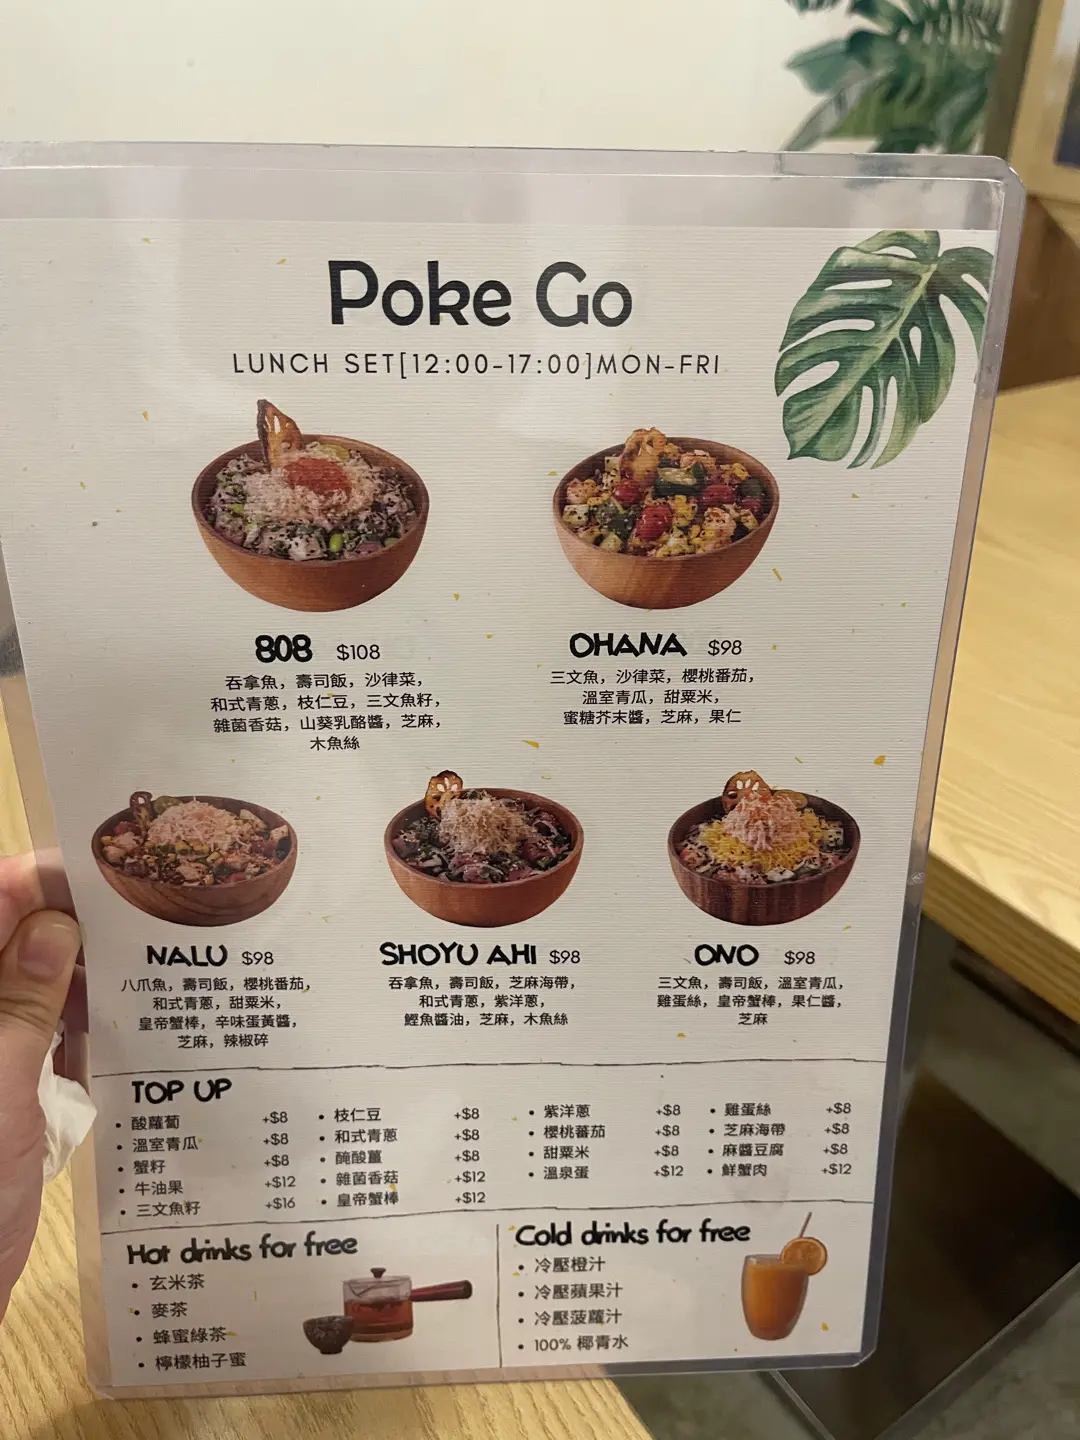 Poke Go
LUNCH SET[12:00-17:00]MON-FRI
808 $108
吞拿魚，壽司飯，沙律菜，
和式青蔥，枝仁豆，三文魚籽，
雜菌香菇，山葵乳酪醬，芝麻，
木魚絲
OHANA $98
三文魚，沙律菜，櫻桃番茄，
溫室青瓜，甜粟米，
蜜糖芥末醬，芝麻，果仁
NALU $98
八爪魚，壽司飯，櫻桃番茄，
和式青蔥，甜粟米，
皇帝蟹棒，辛味蛋黃醬，
芝麻，辣椒碎
SHOYU AHI $98
吞拿魚，壽司飯，芝麻海帶，
和式青蔥，紫洋蔥，
鰹魚醬油，芝麻，木魚絲
ONO $98
三文魚，壽司飯，溫室青瓜，
雞蛋絲，皇帝蟹棒，果仁醬，
芝麻
TOP UP
• 酸蘿蔔 +$8
• 溫室青瓜 +$8
• 蟹籽 +$8
• 牛油果 +$12
• 三文魚籽 +$16
• 枝仁豆 +$8
• 和式青蔥 +$8
• 醃酸薑 +$8
• 雜菌香菇 +$12
• 皇帝蟹棒 +$12
• 紫洋蔥 +$8
• 櫻桃蕃茄 +$8
• 甜粟米 +$8
• 溫泉蛋 +$12
• 雞蛋絲 +$8
• 芝麻海帶 +$8
• 麻醬豆腐 +$8
• 鮮蟹肉 +$12
Hot drinks for free
• 玄米茶
• 麥茶
• 蜂蜜綠茶
• 檸檬柚子蜜
Cold drinks for free
• 冷壓橙汁
• 冷壓蘋果汁
• 冷壓菠蘿汁
• 100% 椰青水